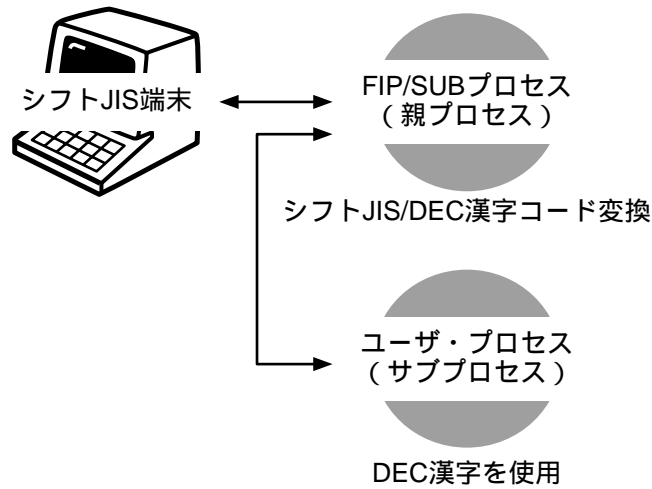 シフトJIS端末
FIP/SUBプロセス
(親プロセス)
シフトJIS/DEC漢字コード変換
ユーザ・プロセス
(サブプロセス)
DEC漢字を使用